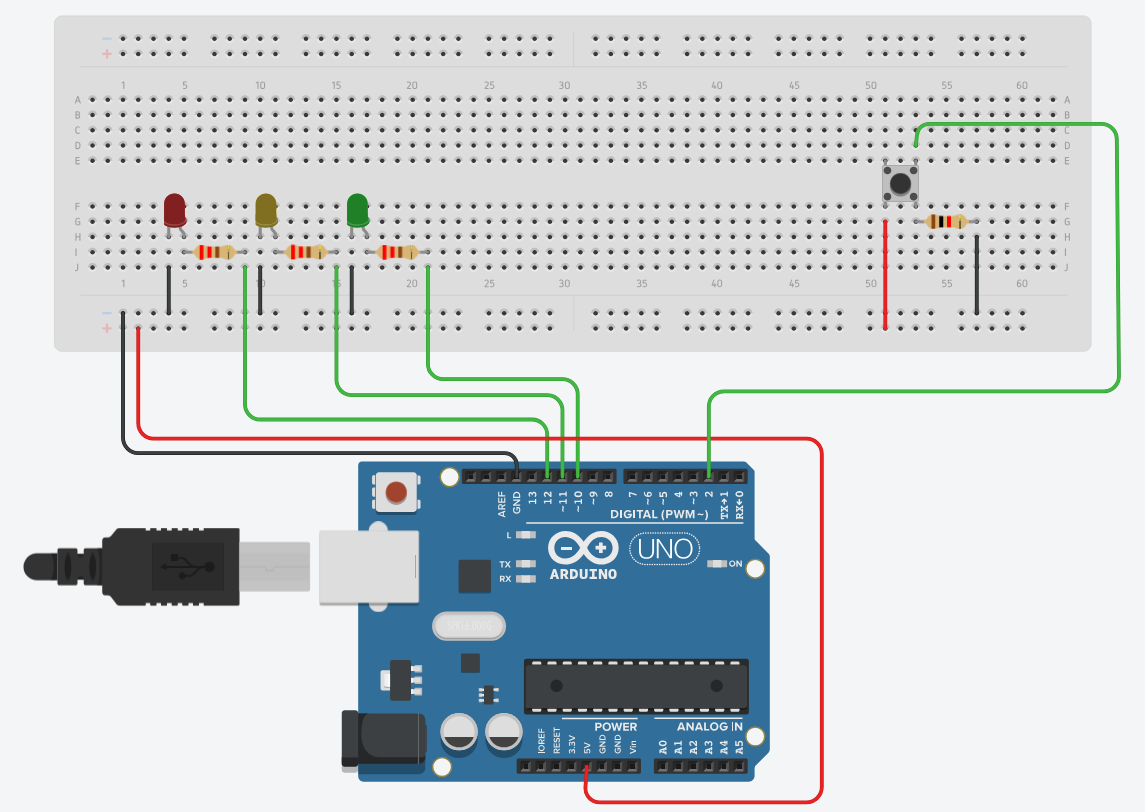 − −
+ +
1 5 10 15 20 25 30 35 40 45 50 55 60
A A
B B
C C
D D
E E
F F
G G
H H
I I
J J
1 5 10 15 20 25 30 35 40 45 50 55 60
−
+
AREF GND 13 12 ~11 ~10 ~9 8 7 ~6 ~5 4 ~3 2 TX→1 RX←0
DIGITAL (PWM ~)
L
− + UNO
TX ON
RX ARDUINO
POWER ANALOG IN
IOREF RESET 3.3V 5V GND GND Vin A0 A1 A2 A3 A4 A5